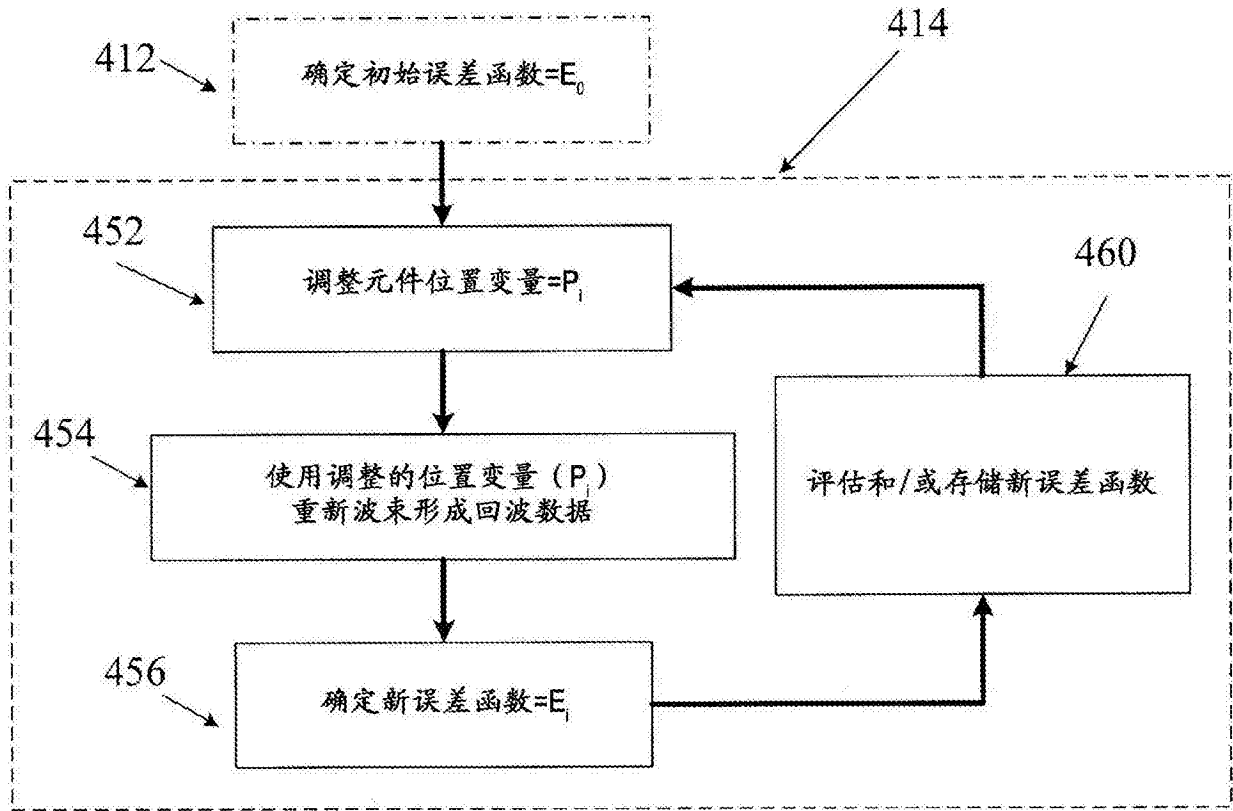 414
412
确定初始误差函数=E₀
452
调整元件位置变量=Pᵢ
460
454
使用调整的位置变量（Pᵢ）
重新波束形成回波数据
评估和/或存储新误差函数
456
确定新误差函数=Eᵢ